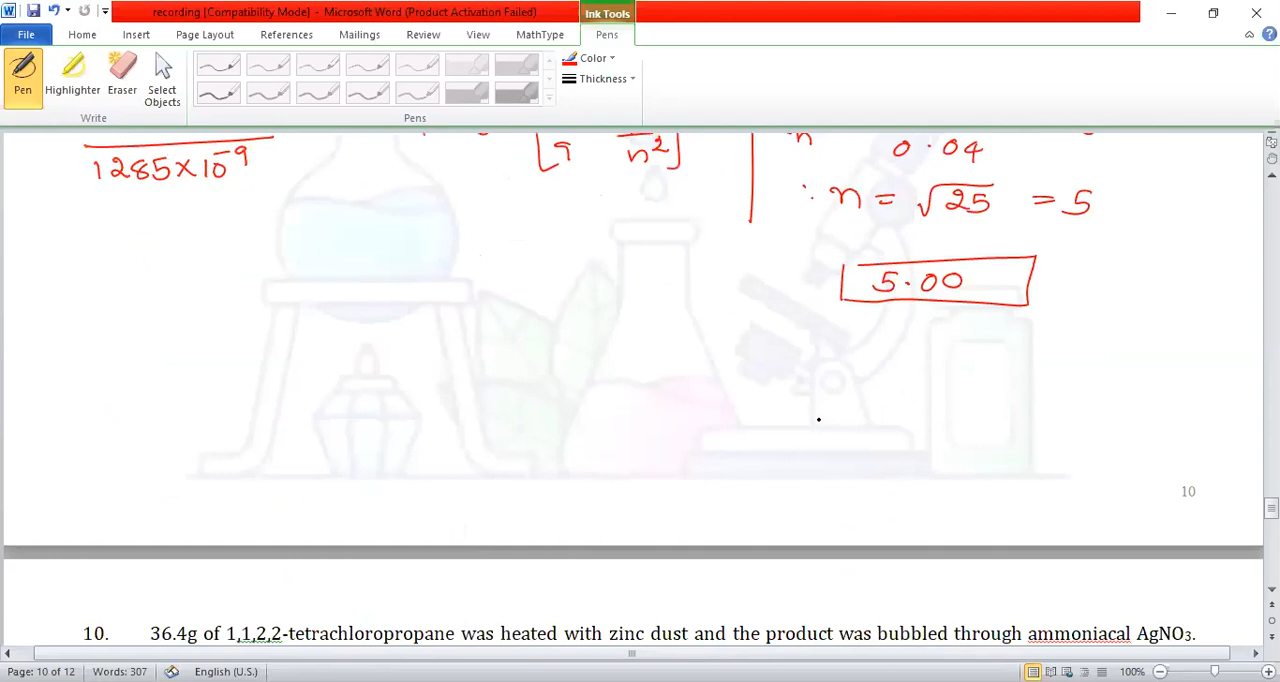 recording [Compatibility Mode] - Microsoft Word (Product Activation Failed)
Ink Tools
File Home Insert Page Layout References Mailings Review View MathType Pens
Pen
Highlighter
Eraser
Select Objects
Color
Thickness
Write
Pens
1285×10⁻⁹
9
n²
n
0.04
∴ n = √25 = 5
5.00
10
10. 36.4g of 1,1,2,2-tetrachloropropane was heated with zinc dust and the product was bubbled through ammoniacal AgNO₃.
Page: 10 of 12 Words: 307 English (U.S.) 100%